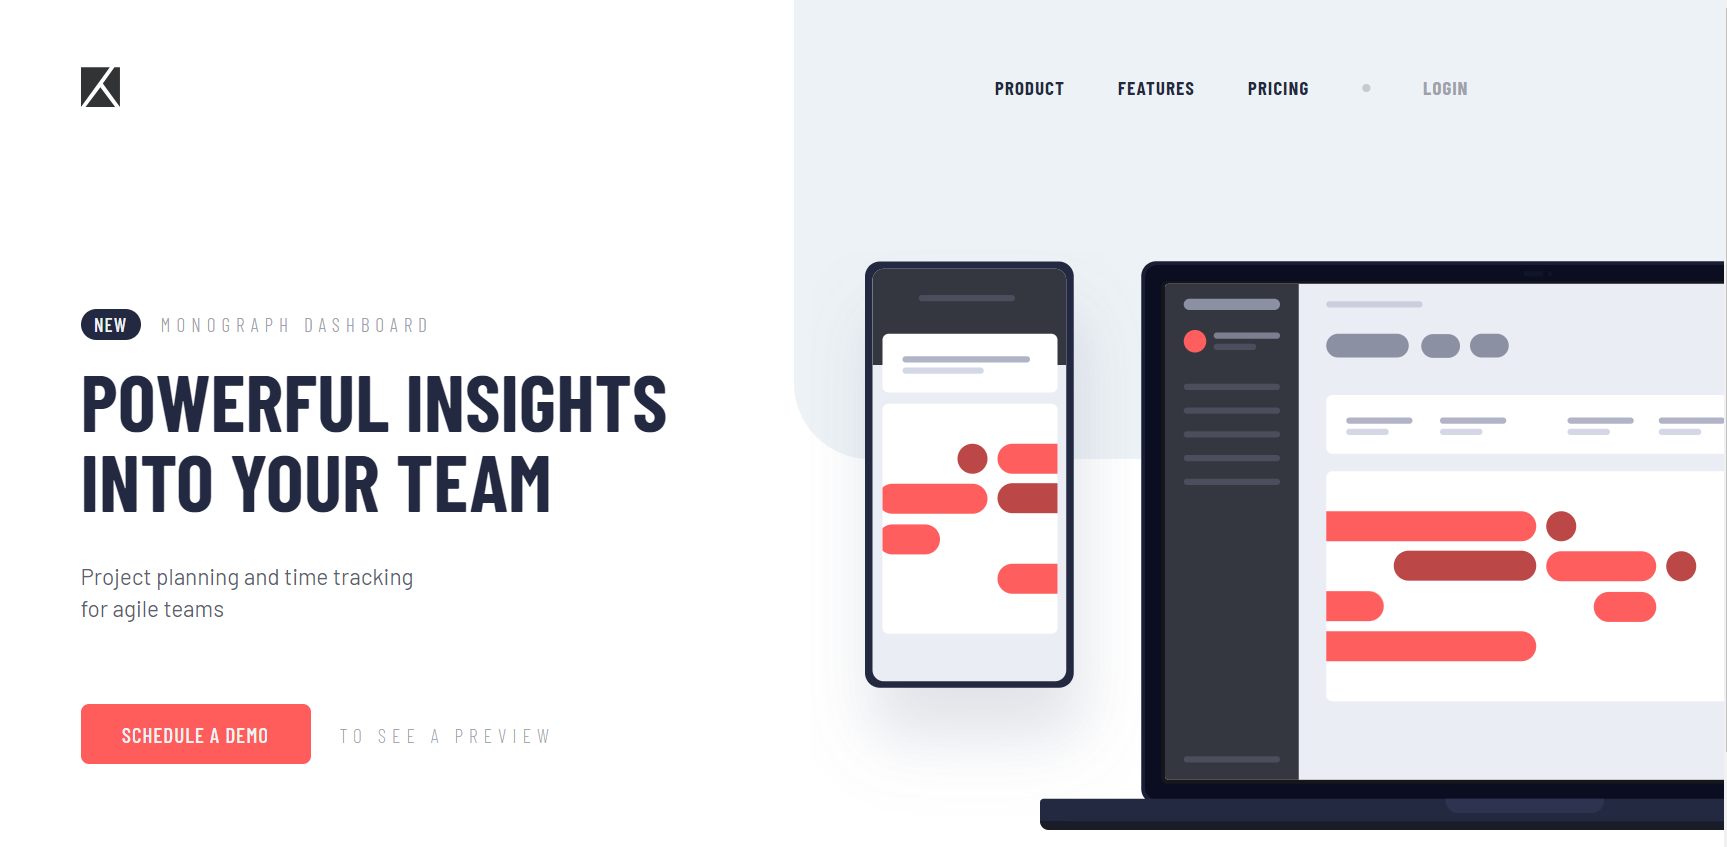 PRODUCT FEATURES PRICING LOGIN
NEW MONOGRAPH DASHBOARD
POWERFUL INSIGHTS
INTO YOUR TEAM
Project planning and time tracking
for agile teams
SCHEDULE A DEMO TO SEE A PREVIEW